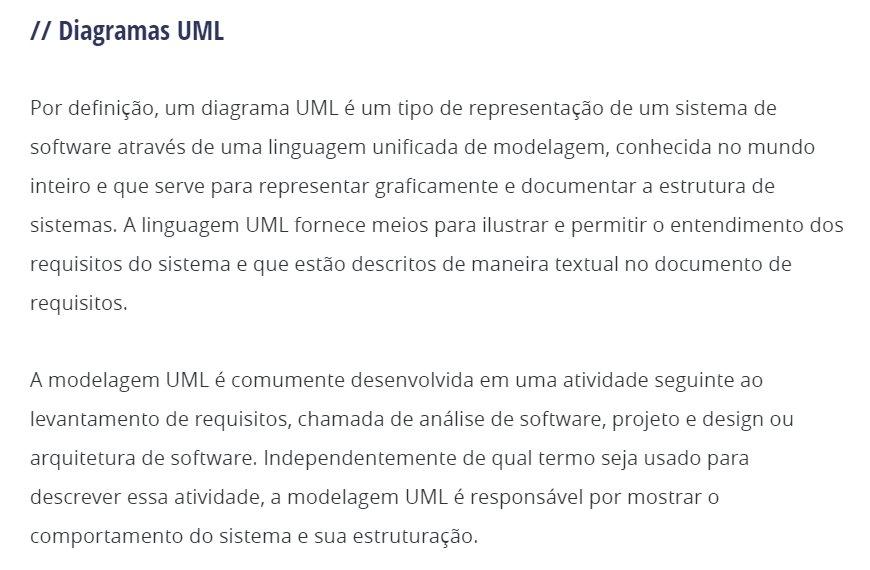 // Diagramas UML
Por definição, um diagrama UML é um tipo de representação de um sistema de
software através de uma linguagem unificada de modelagem, conhecida no mundo
inteiro e que serve para representar graficamente e documentar a estrutura de
sistemas. A linguagem UML fornece meios para ilustrar e permitir o entendimento dos
requisitos do sistema e que estão descritos de maneira textual no documento de
requisitos.
A modelagem UML é comumente desenvolvida em uma atividade seguinte ao
levantamento de requisitos, chamada de análise de software, projeto e design ou
arquitetura de software. Independentemente de qual termo seja usado para
descrever essa atividade, a modelagem UML é responsável por mostrar o
comportamento do sistema e sua estruturação.